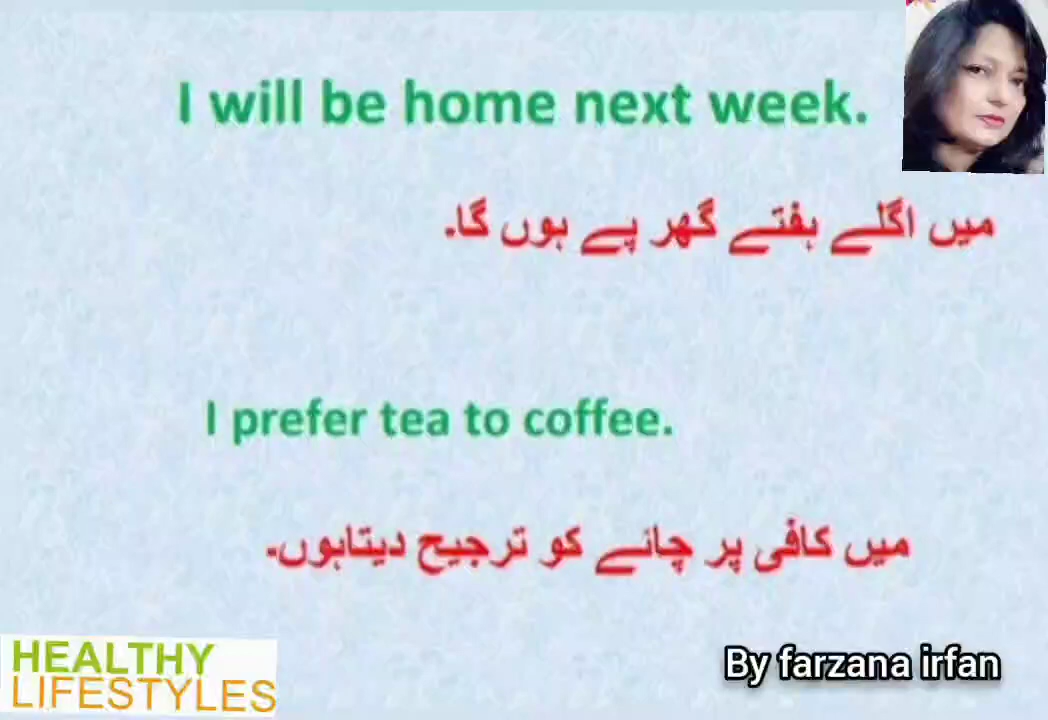 I will be home next week.
میں اگلے ہفتے گھر پے ہوں گا۔
I prefer tea to coffee.
میں کافی پر چائے کو ترجیح دیتاہوں۔
HEALTHY
LIFESTYLES
By farzana irfan